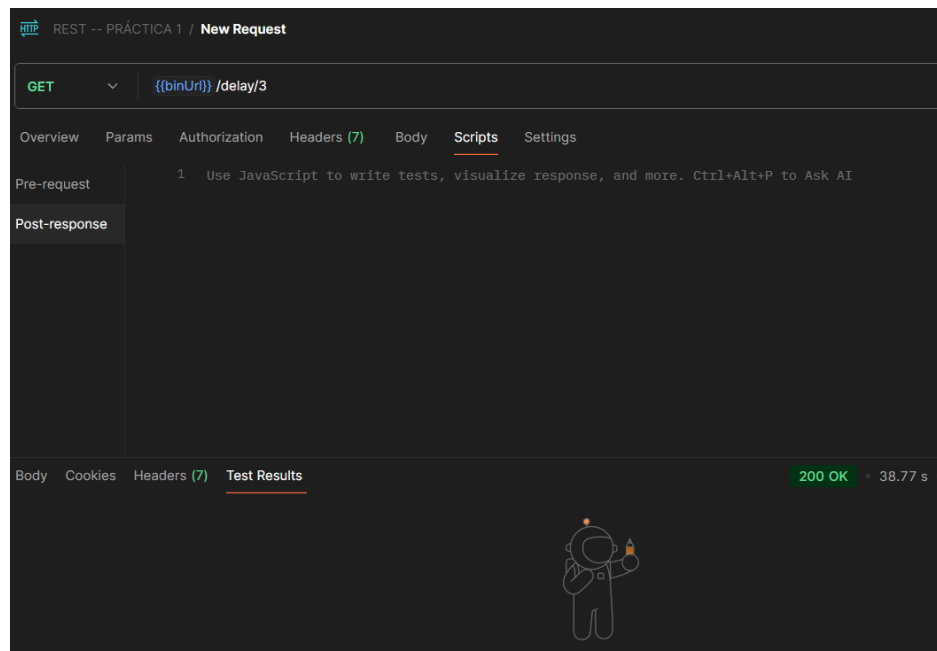 HTTP REST -- PRÁCTICA 1 / New Request
GET {{binUrl}} /delay/3
Overview Params Authorization Headers (7) Body Scripts Settings
Pre-request
1 Use JavaScript to write tests, visualize response, and more. Ctrl+Alt+P to Ask AI
Post-response
Body Cookies Headers (7) Test Results 200 OK • 38.77 s